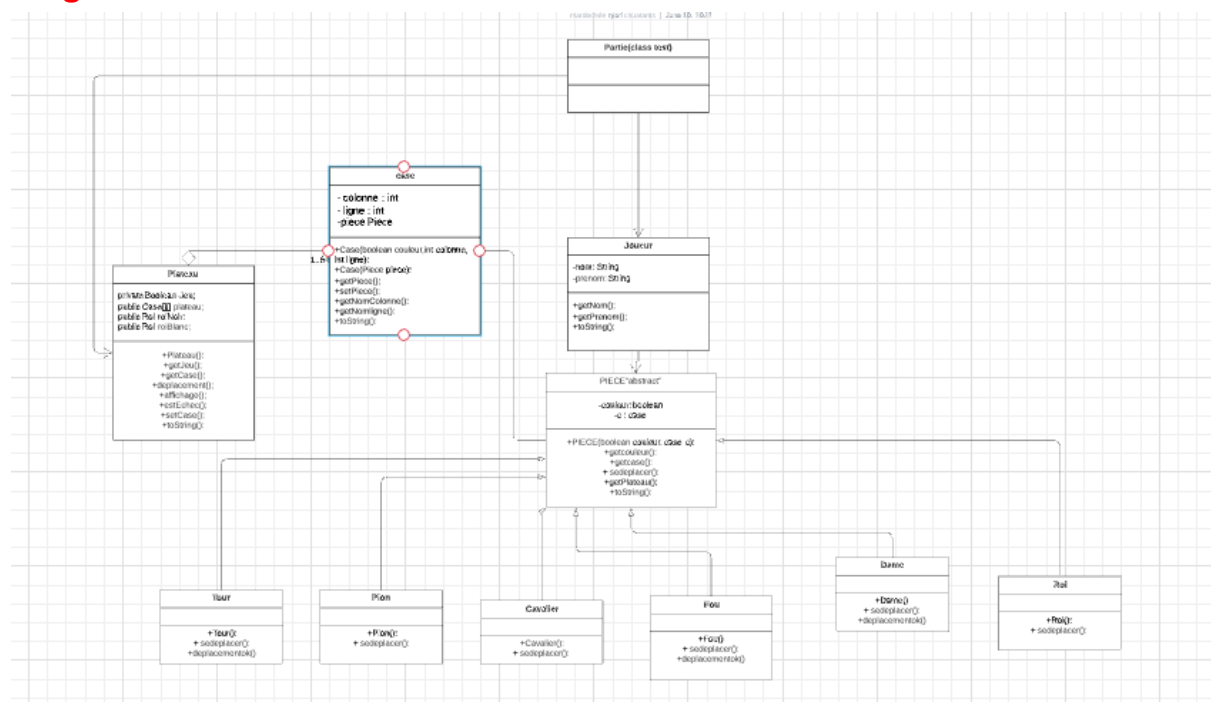 June 10, 2021
Partie(class test)
case
- colonne : int
- ligne : int
-piece Piece
+Case(boolean couleur,int colonne,
int ligne):
+Case(Piece piece):
+getPiece();
+setPiece();
+getNomColonne();
+getNomligne();
+toString():
Plateau
private Boolean Jeu;
public Case[][] plateau;
public Roi roiNoir;
public Roi roiBlanc;
+Plateau();
+getJeu();
+getCase();
+deplacement();
+affichage();
+estEchec();
+setCase();
+toString();
Joueur
-nom: String
-prenom: String
+getNom();
+getPrenom();
+toString();
PIECE"abstract"
-couleur:boolean
-c : case
+PIECE(boolean couleur, case c):
+getcouleur();
+getcase();
+ sedeplacer();
+getPlateau();
+toString();
Tour
+Tour():
+ sedeplacer():
+deplacementok()
Pion
+Pion():
+ sedeplacer():
Cavalier
+Cavalier():
+ sedeplacer():
Fou
+Fou()
+ sedeplacer():
+deplacementok()
Dame
+Dame()
+ sedeplacer():
+deplacementok()
Roi
+Roi():
+ sedeplacer():